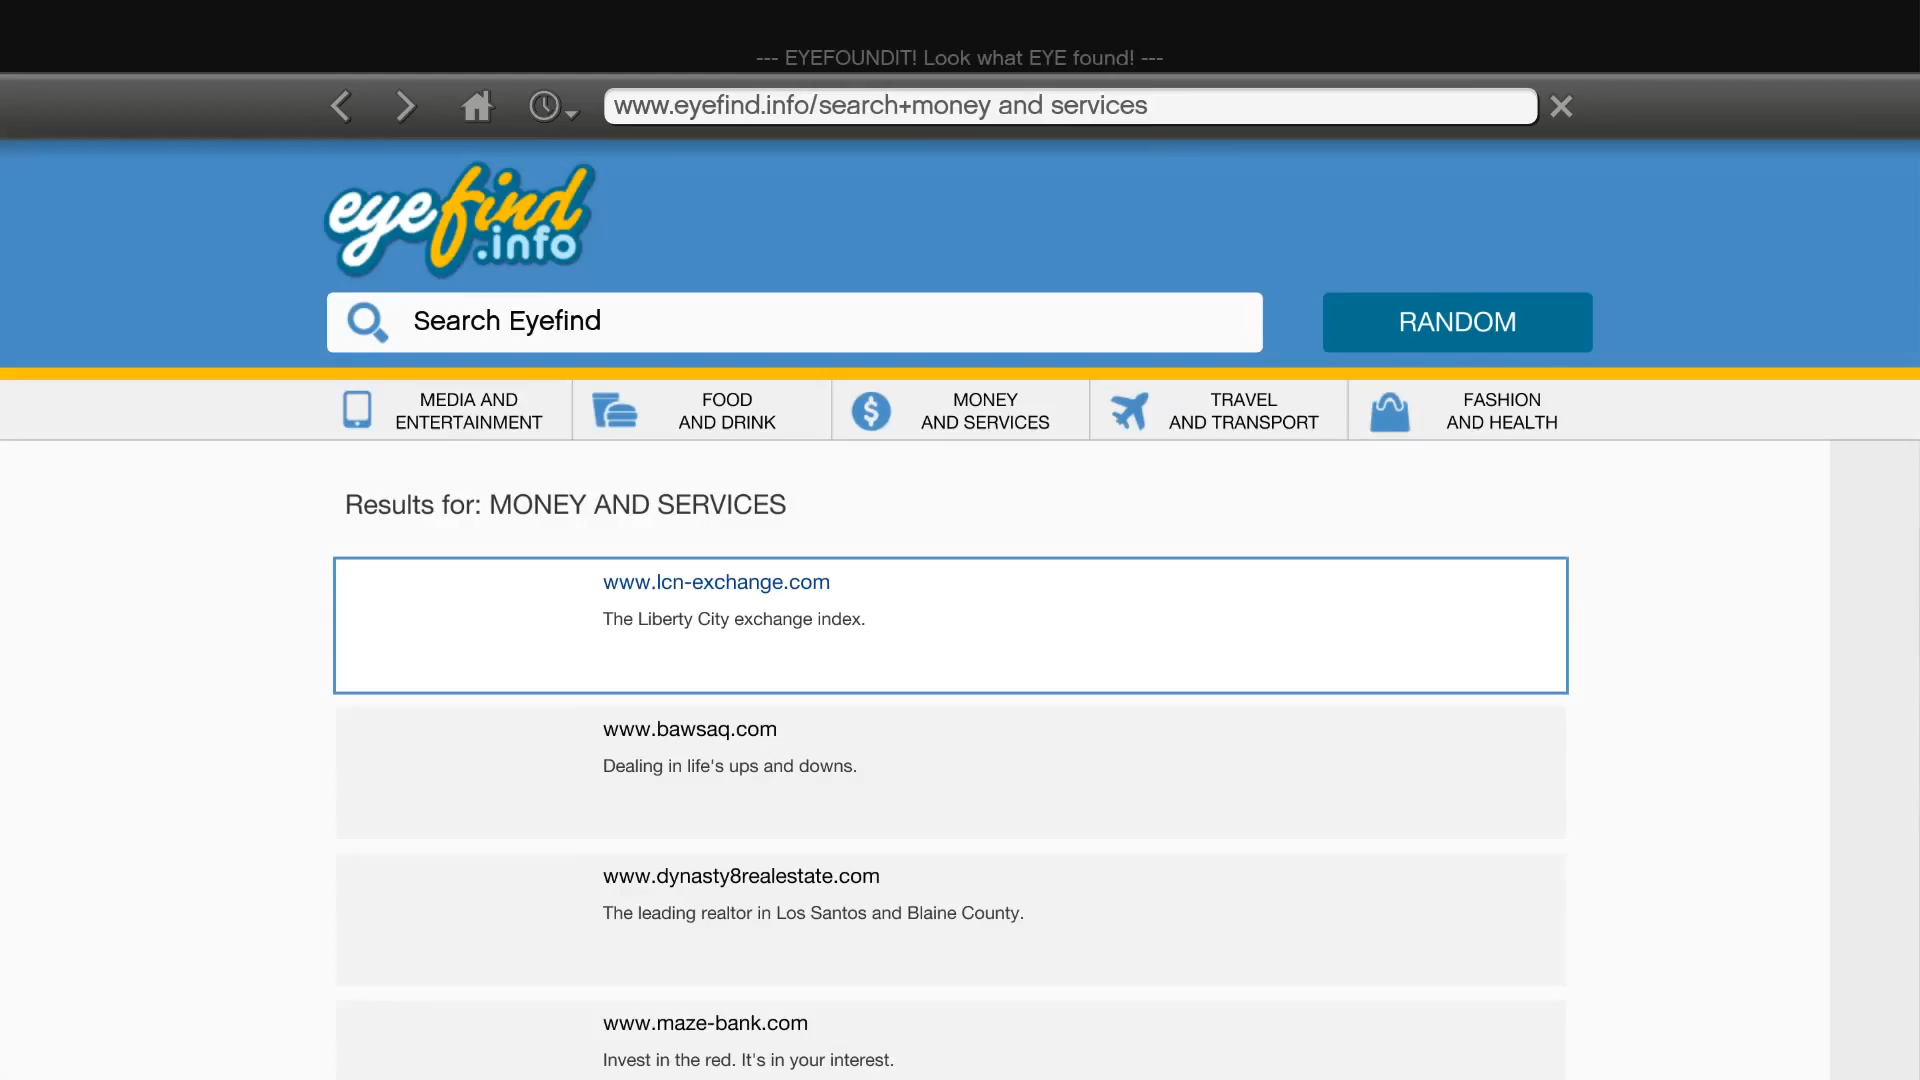 --- EYEFOUNDIT! Look what EYE found! ---
www.eyefind.info/search+money and services
eyefind
.info
Search Eyefind
RANDOM
MEDIA AND
ENTERTAINMENT
FOOD
AND DRINK
MONEY
AND SERVICES
TRAVEL
AND TRANSPORT
FASHION
AND HEALTH
Results for: MONEY AND SERVICES
www.lcn-exchange.com
The Liberty City exchange index.
www.bawsaq.com
Dealing in life's ups and downs.
www.dynasty8realestate.com
The leading realtor in Los Santos and Blaine County.
www.maze-bank.com
Invest in the red. It's in your interest.